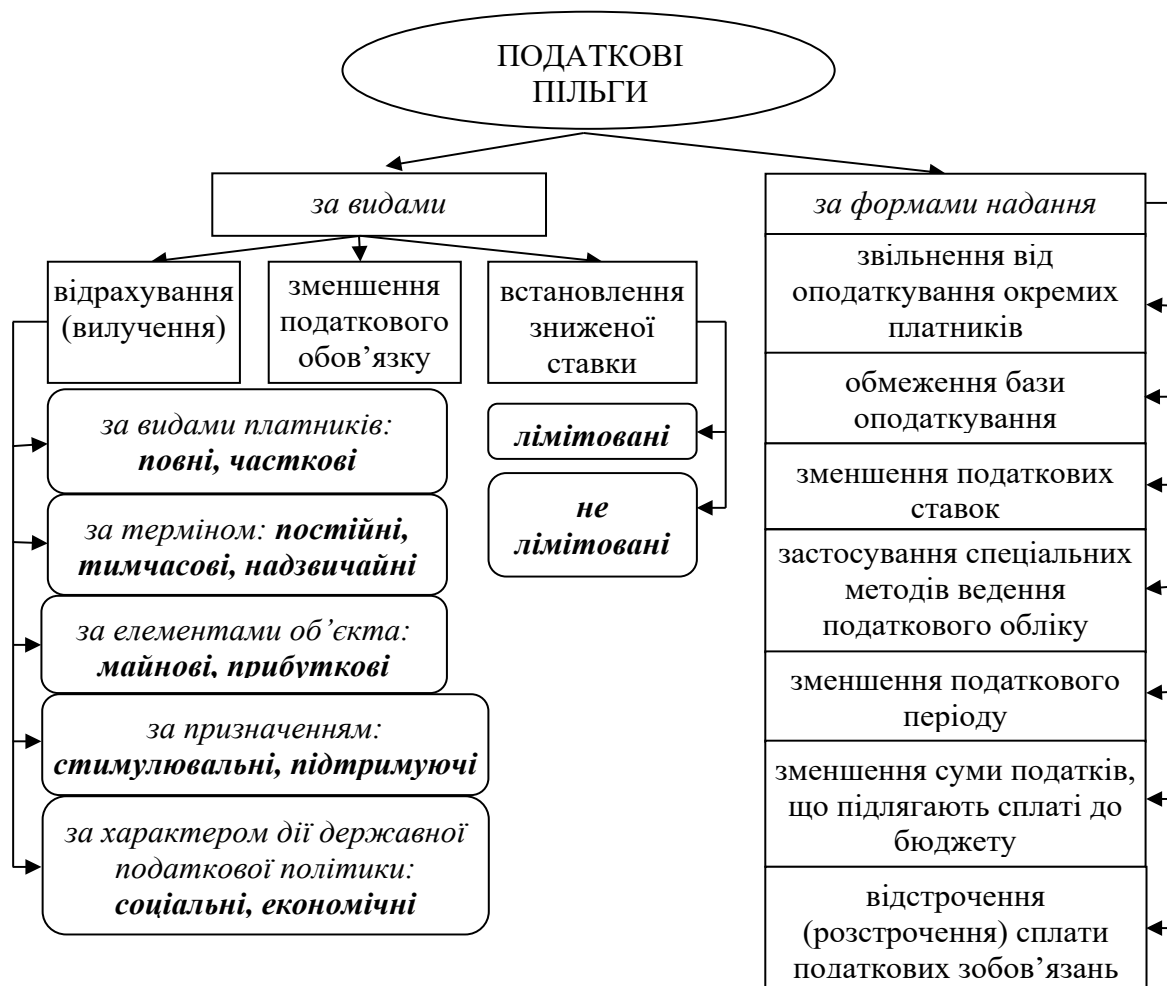 ПОДАТКОВІ
ПІЛЬГИ
за видами
відрахування
(вилучення)
зменшення
податкового
обов’язку
встановлення
зниженої
ставки
за видами платників:
повні, часткові
за терміном: постійні,
тимчасові, надзвичайні
за елементами об’єкта:
майнові, прибуткові
за призначенням:
стимулювальні, підтримуючі
за характером дії державної
податкової політики:
соціальні, економічні
лімітовані
не
лімітовані
за формами надання
звільнення від
оподаткування окремих
платників
обмеження бази
оподаткування
зменшення податкових
ставок
застосування спеціальних
методів ведення
податкового обліку
зменшення податкового
періоду
зменшення суми податків,
що підлягають сплаті до
бюджету
відстрочення
(розстрочення) сплати
податкових зобов’язань